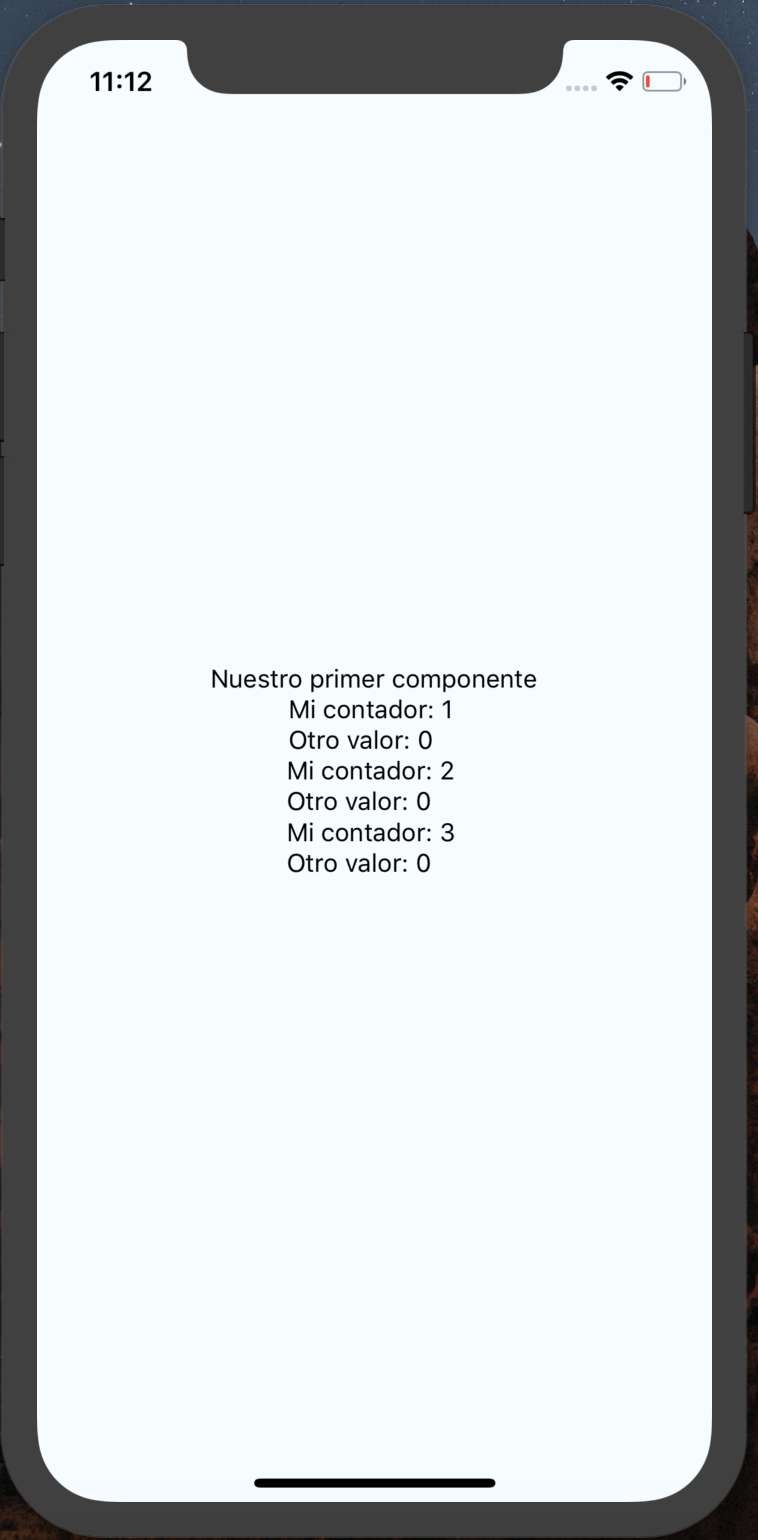 11:12
Nuestro primer componente
Mi contador: 1
Otro valor: 0
Mi contador: 2
Otro valor: 0
Mi contador: 3
Otro valor: 0